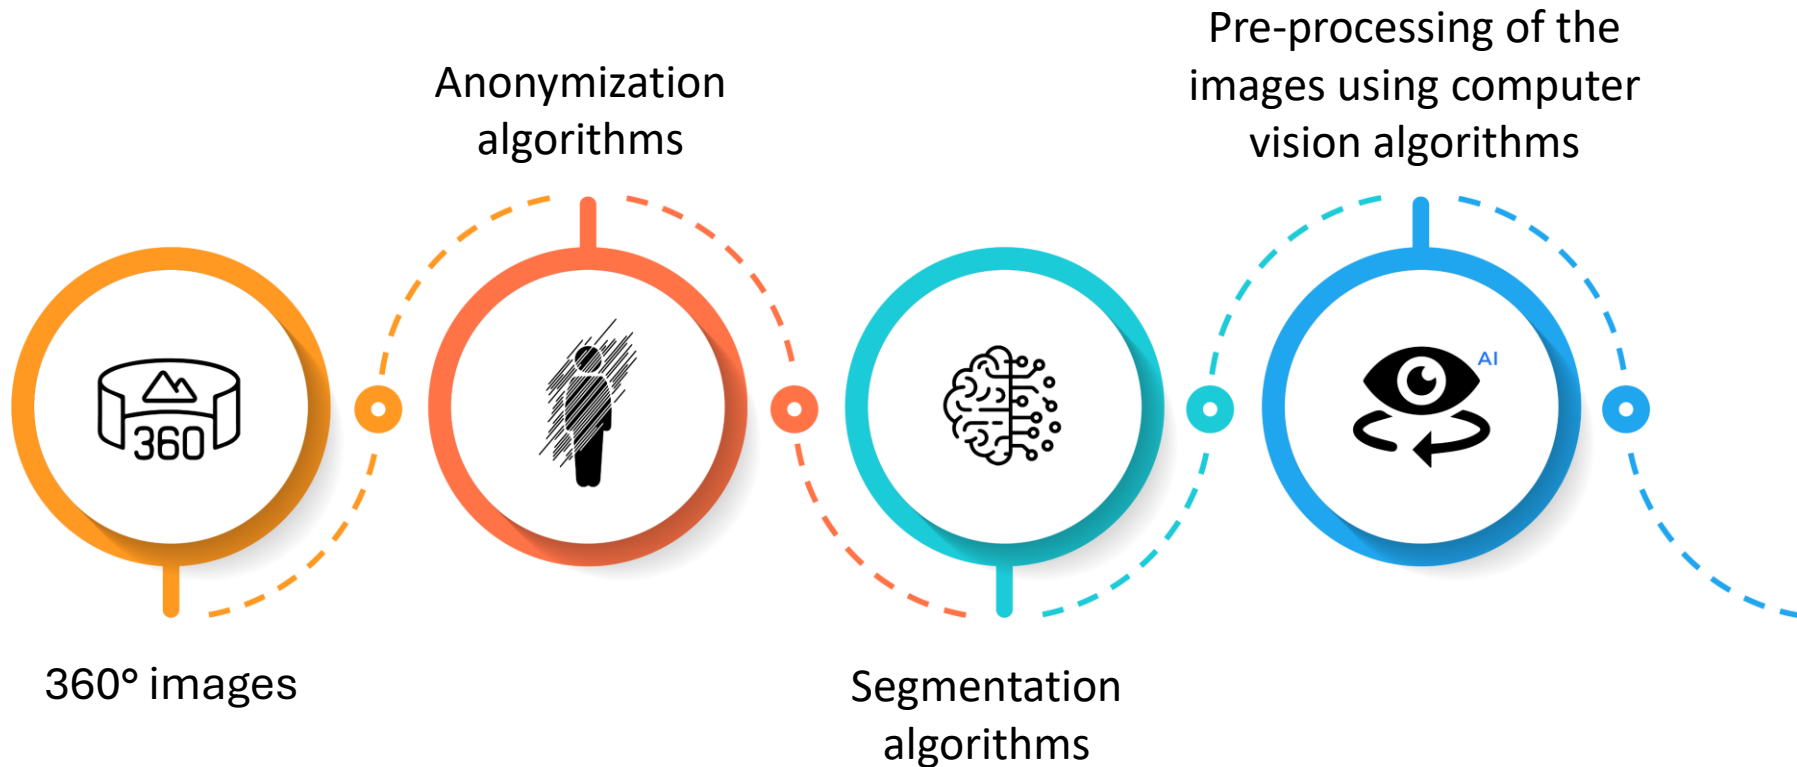 360
360° images
Anonymization
algorithms
Segmentation
algorithms
Pre-processing of the
images using computer
vision algorithms
AI